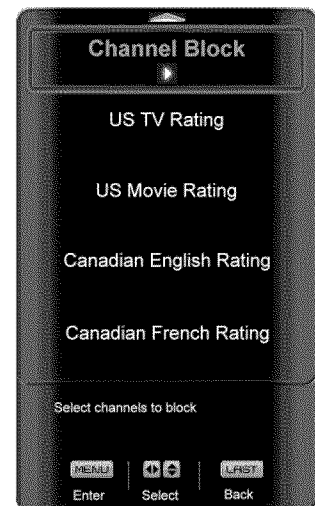 Channel Block
US TV Rating
US Movie Rating
Canadian English Rating
Canadian French Rating
Select channels to block
MENU LAST
Enter Select Back